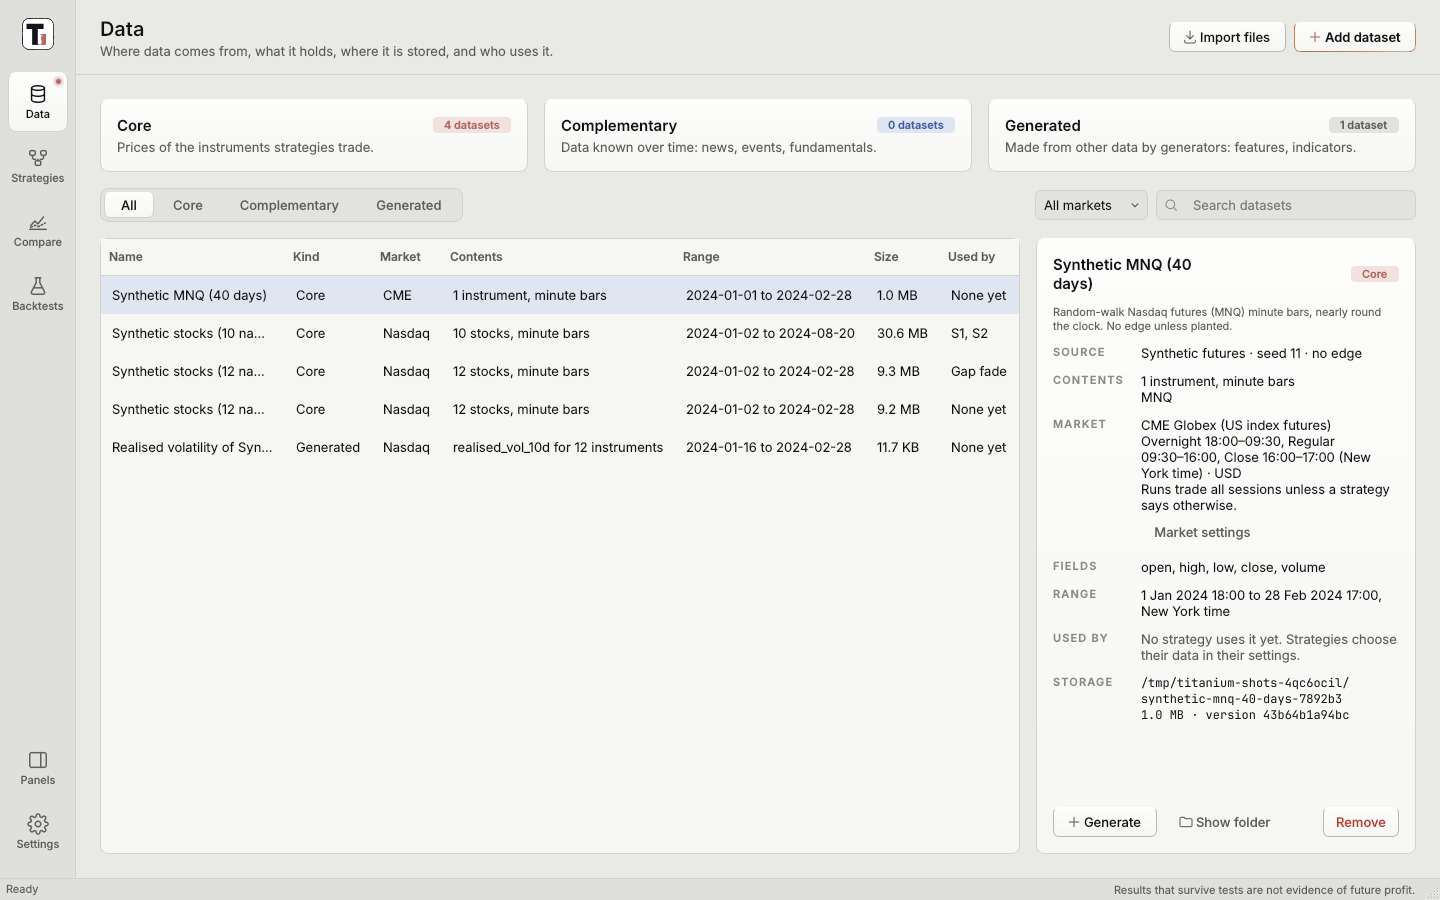 Ti
Data
Where data comes from, what it holds, where it is stored, and who uses it.
Import files
Add dataset
Data
Strategies
Compare
Backtests
Panels
Settings
Core
4 datasets
Prices of the instruments strategies trade.
Complementary
0 datasets
Data known over time: news, events, fundamentals.
Generated
1 dataset
Made from other data by generators: features, indicators.
All Core Complementary Generated
All markets
Search datasets
Name Kind Market Contents Range Size Used by
Synthetic MNQ (40 days) Core CME 1 instrument, minute bars 2024-01-01 to 2024-02-28 1.0 MB None yet
Synthetic stocks (10 na... Core Nasdaq 10 stocks, minute bars 2024-01-02 to 2024-08-20 30.6 MB S1, S2
Synthetic stocks (12 na... Core Nasdaq 12 stocks, minute bars 2024-01-02 to 2024-02-28 9.3 MB Gap fade
Synthetic stocks (12 na... Core Nasdaq 12 stocks, minute bars 2024-01-02 to 2024-02-28 9.2 MB None yet
Realised volatility of Syn... Generated Nasdaq realised_vol_10d for 12 instruments 2024-01-16 to 2024-02-28 11.7 KB None yet
Synthetic MNQ (40
days)
Core
Random-walk Nasdaq futures (MNQ) minute bars, nearly round
the clock. No edge unless planted.
SOURCE Synthetic futures · seed 11 · no edge
CONTENTS 1 instrument, minute bars
MNQ
MARKET CME Globex (US index futures)
Overnight 18:00–09:30, Regular
09:30–16:00, Close 16:00–17:00 (New
York time) · USD
Runs trade all sessions unless a strategy
says otherwise.
Market settings
FIELDS open, high, low, close, volume
RANGE 1 Jan 2024 18:00 to 28 Feb 2024 17:00,
New York time
USED BY No strategy uses it yet. Strategies choose
their data in their settings.
STORAGE /tmp/titanium-shots-4qc6ocil/
synthetic-mnq-40-days-7892b3
1.0 MB · version 43b64b1a94bc
Generate
Show folder
Remove
Ready
Results that survive tests are not evidence of future profit.